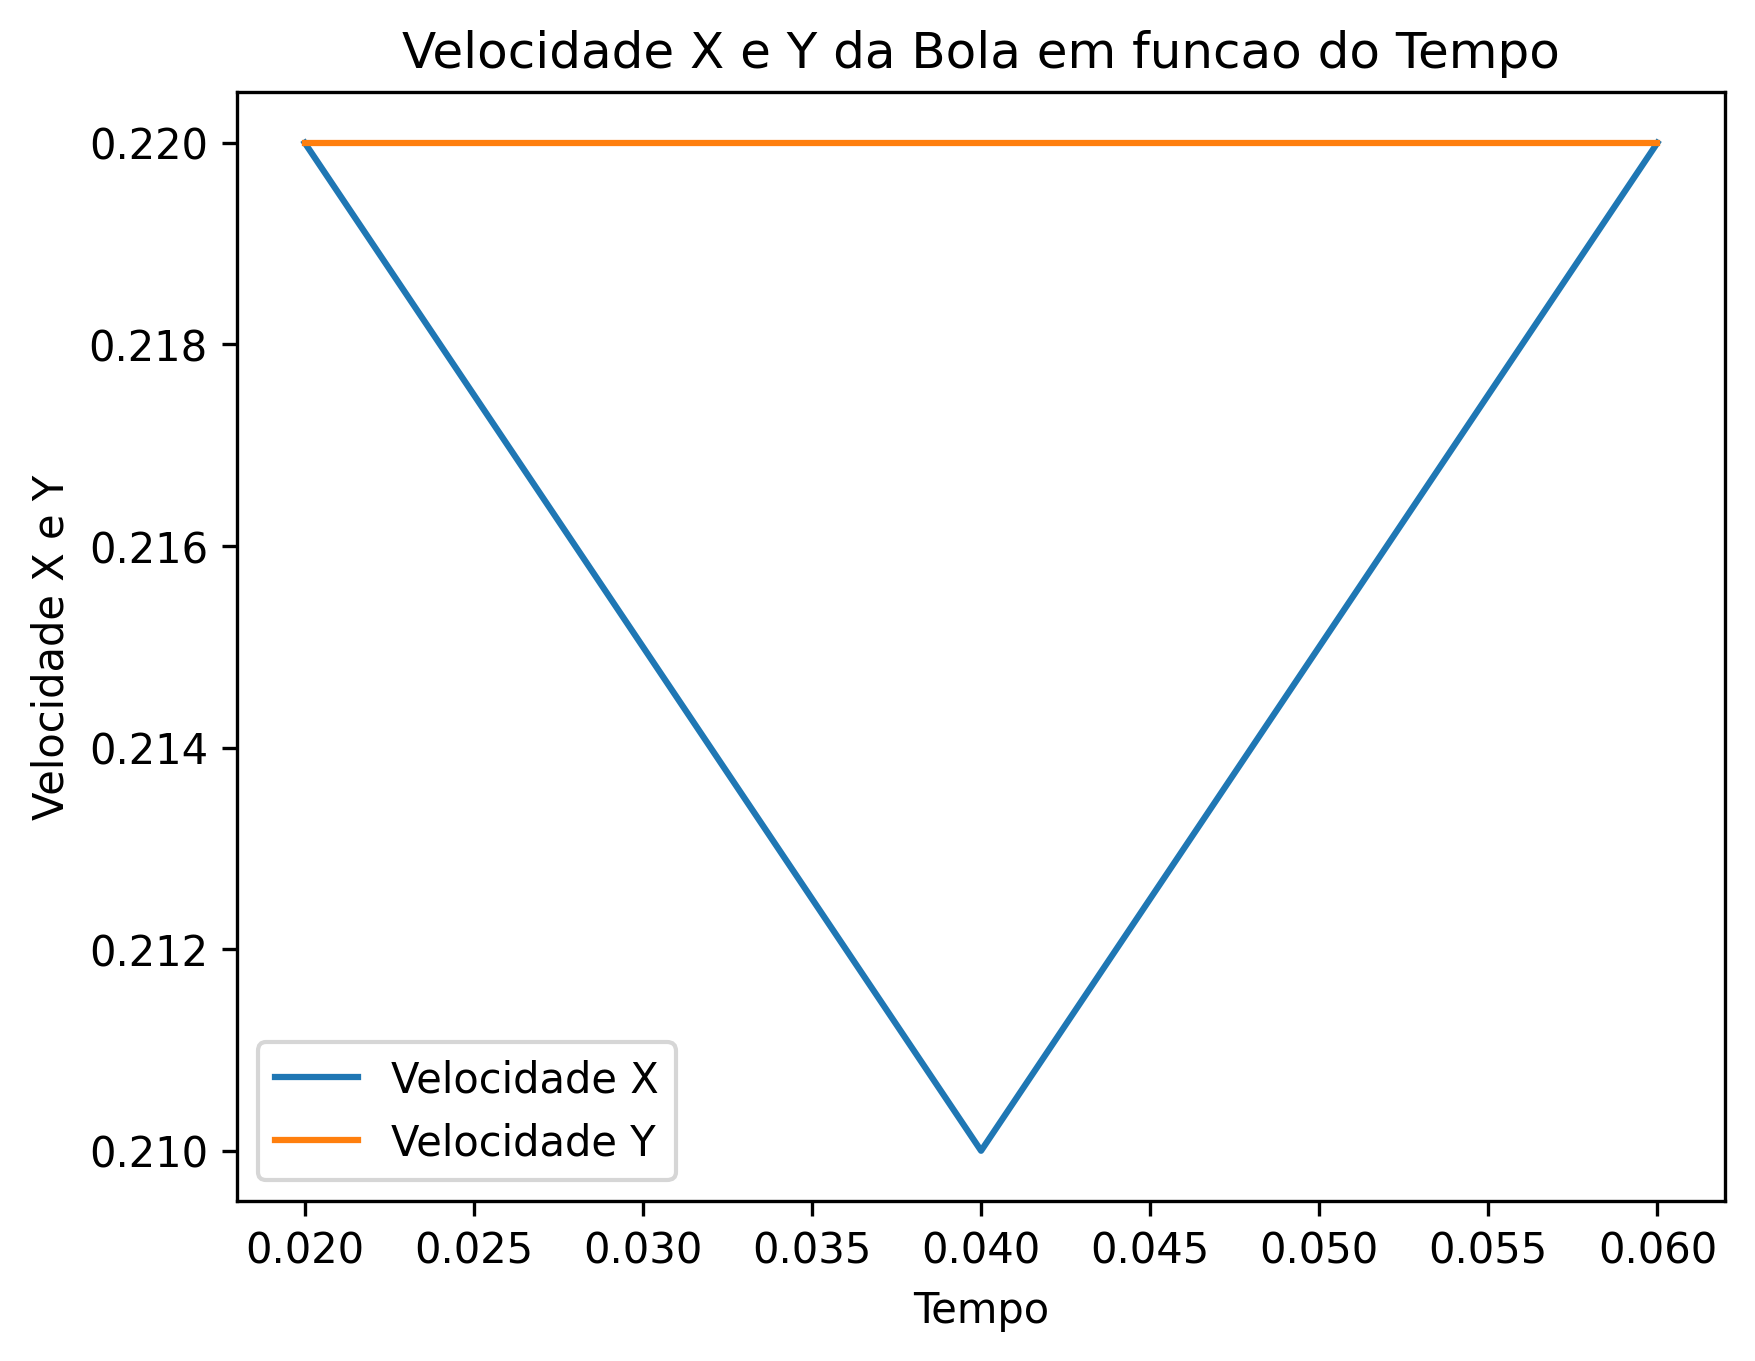 Velocidade X e Y da Bola em funcao do Tempo
0.220
0.218
0.216
0.214
0.212
0.210
Velocidade X e Y
Velocidade X
Velocidade Y
0.020 0.025 0.030 0.035 0.040 0.045 0.050 0.055 0.060
Tempo